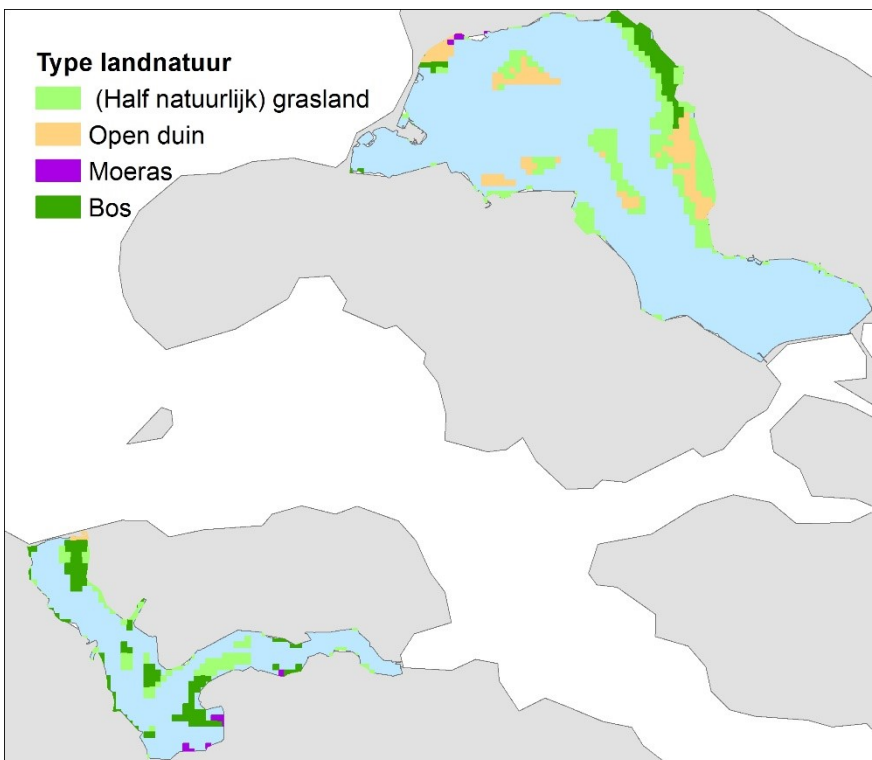 Type landnatuur
(Half natuurlijk) grasland
Open duin
Moeras
Bos